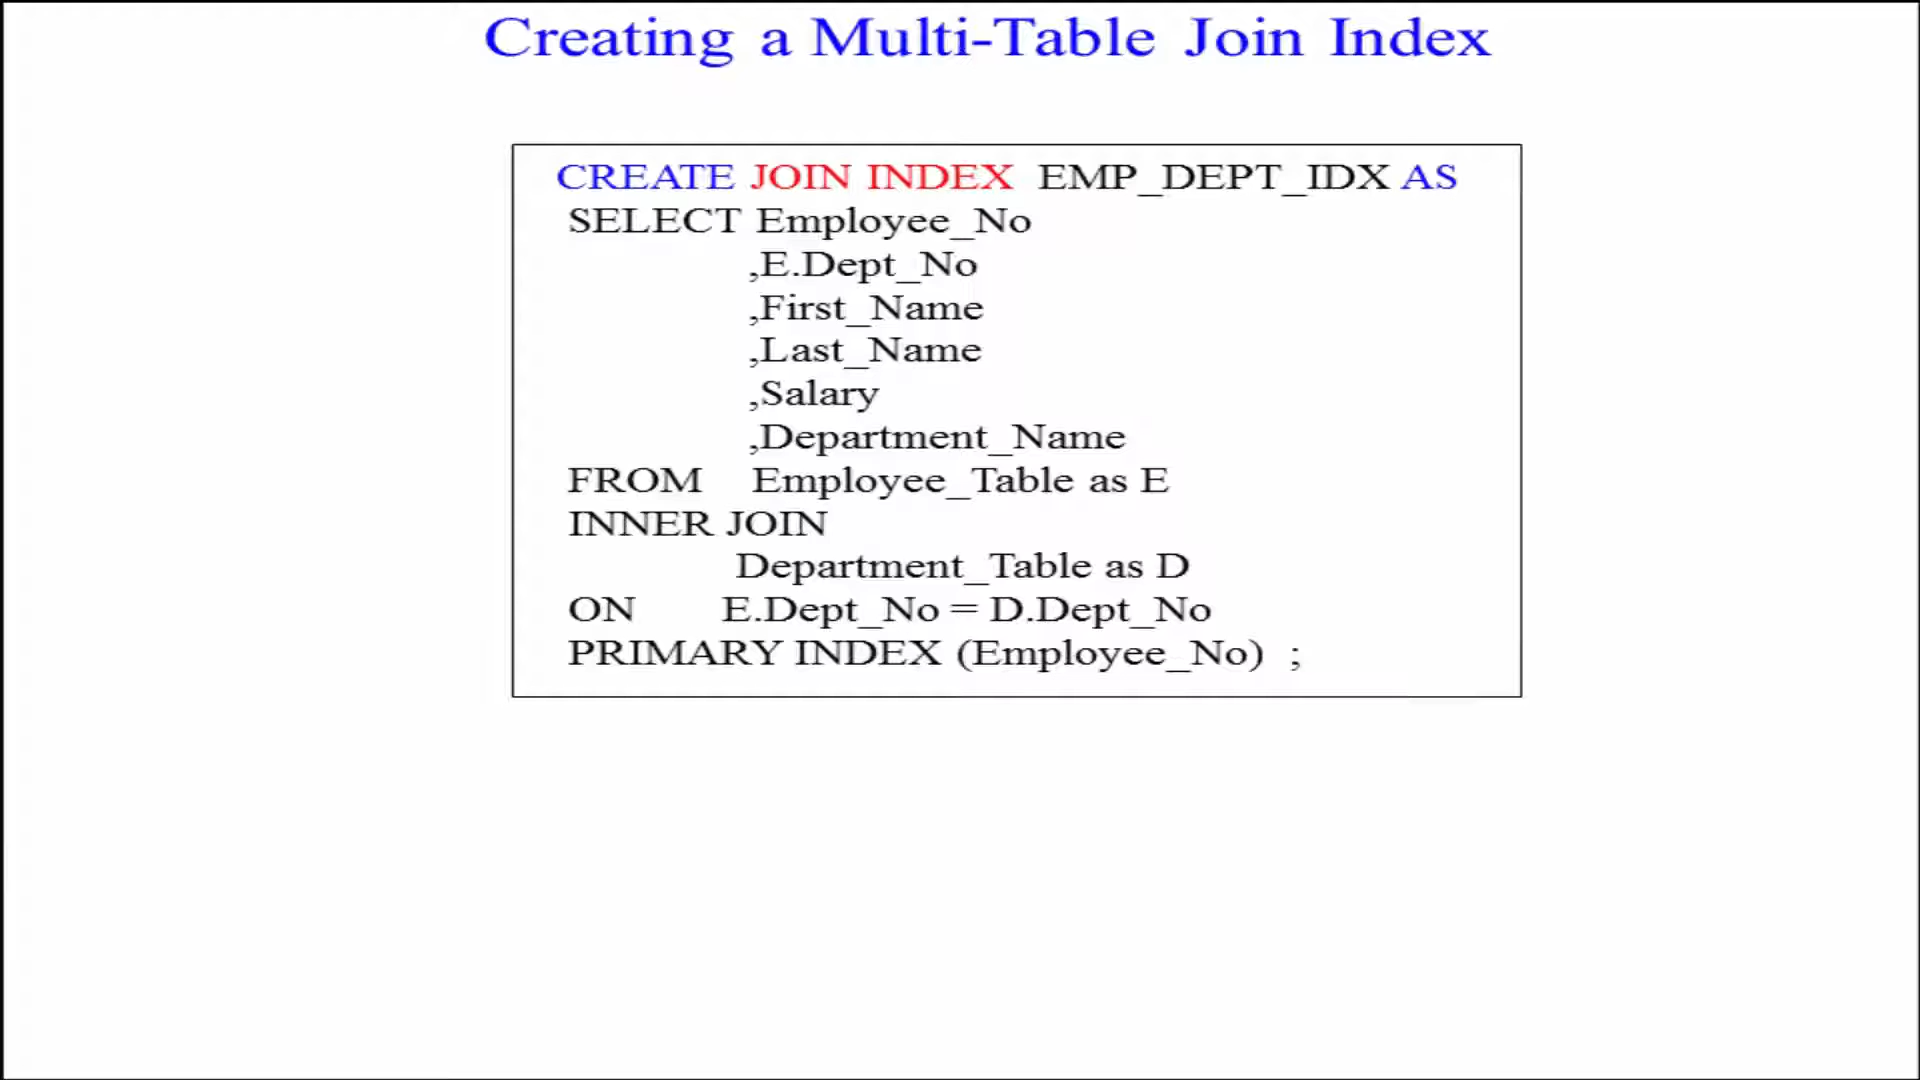 Creating a Multi-Table Join Index
CREATE JOIN INDEX EMP_DEPT_IDX AS
SELECT Employee_No
,E.Dept_No
,First_Name
,Last_Name
,Salary
,Department_Name
FROM Employee_Table as E
INNER JOIN
Department_Table as D
ON E.Dept_No = D.Dept_No
PRIMARY INDEX (Employee_No) ;